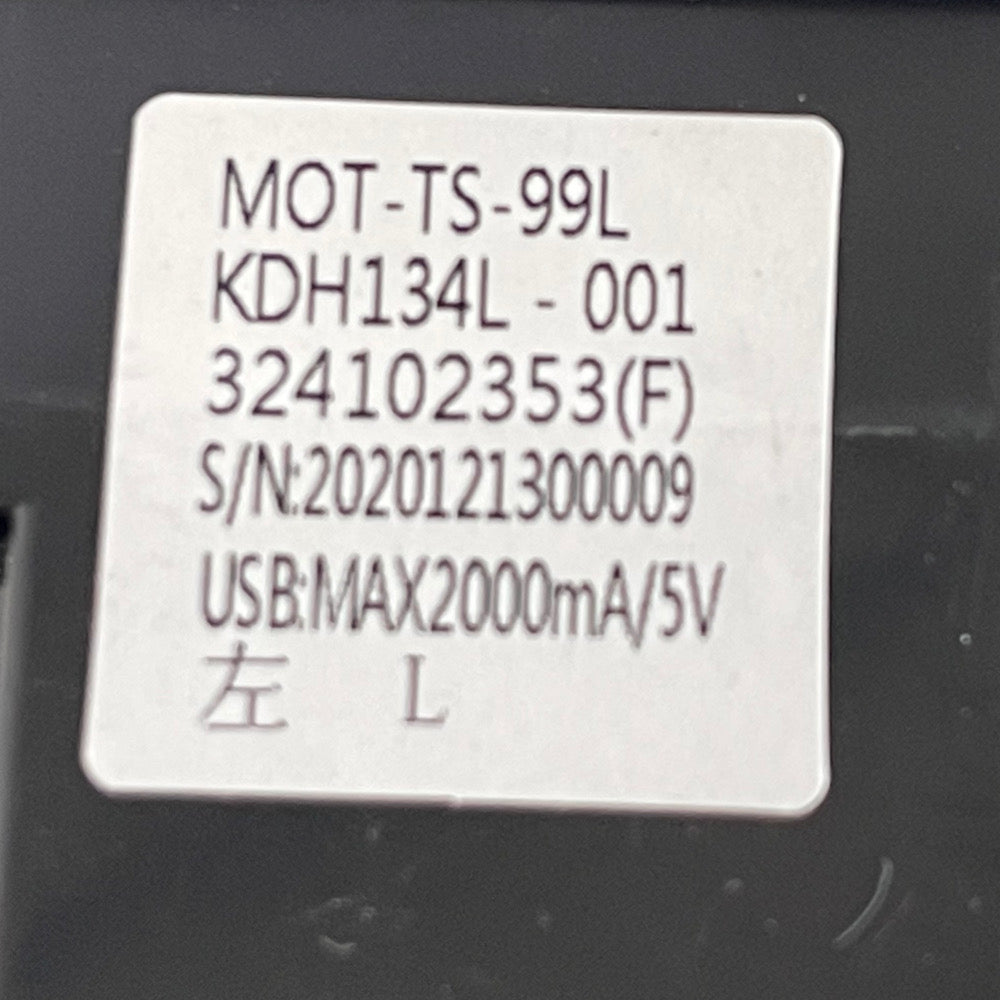 MOT-TS-99L
KDH134L - 001
324102353(F)
S/N:2020121300009
USB:MAX2000mA/5V
左 L